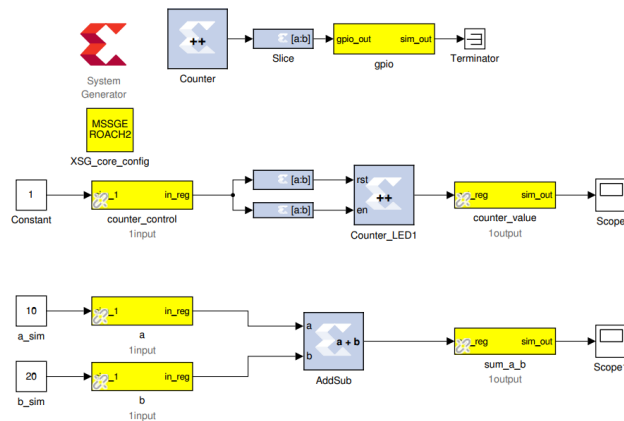 System
Generator
++
Counter
[a:b]
Slice
gpio_out sim_out
gpio
Terminator
MSSGE
ROACH2
XSG_core_config
1
Constant
_1 in_reg
counter_control
1input
[a:b]
[a:b]
rst
en
++
Counter_LED1
_reg sim_out
counter_value
1output
Scope
10
a_sim
_1 in_reg
a
1input
20
b_sim
_1 in_reg
b
1input
a
b
a + b
AddSub
_reg sim_out
sum_a_b
1output
Scope1